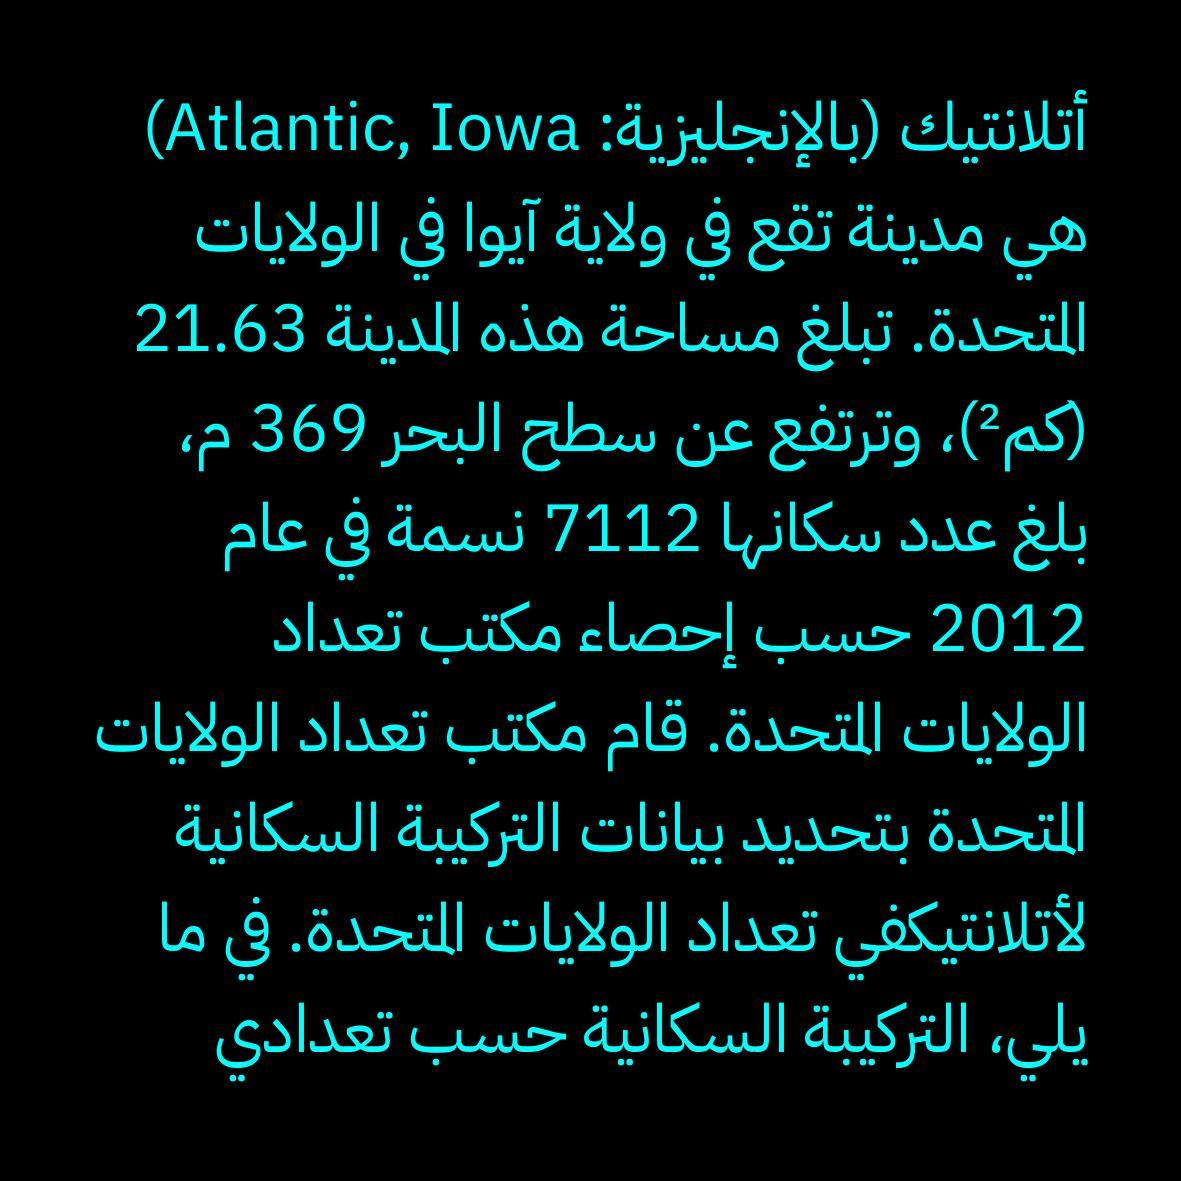 أتلانتيك (بالإنجليزية: Atlantic, Iowa)
هي مدينة تقع في ولاية آيوا في الولايات
المتحدة. تبلغ مساحة هذه المدينة 21.63
(كم²)، وترتفع عن سطح البحر 369 م،
بلغ عدد سكانها 7112 نسمة في عام
2012 حسب إحصاء مكتب تعداد
الولايات المتحدة. قام مكتب تعداد الولايات
المتحدة بتحديد بيانات التركيبة السكانية
لأتلانتيكفي تعداد الولايات المتحدة. في ما
يلي، التركيبة السكانية حسب تعدادي